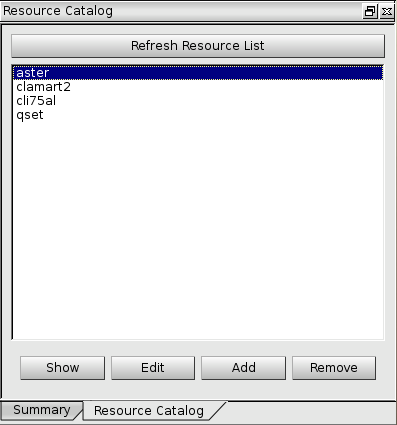 Resource Catalog
Refresh Resource List
aster
clamart2
cli75al
qset
Show Edit Add Remove
Summary Resource Catalog